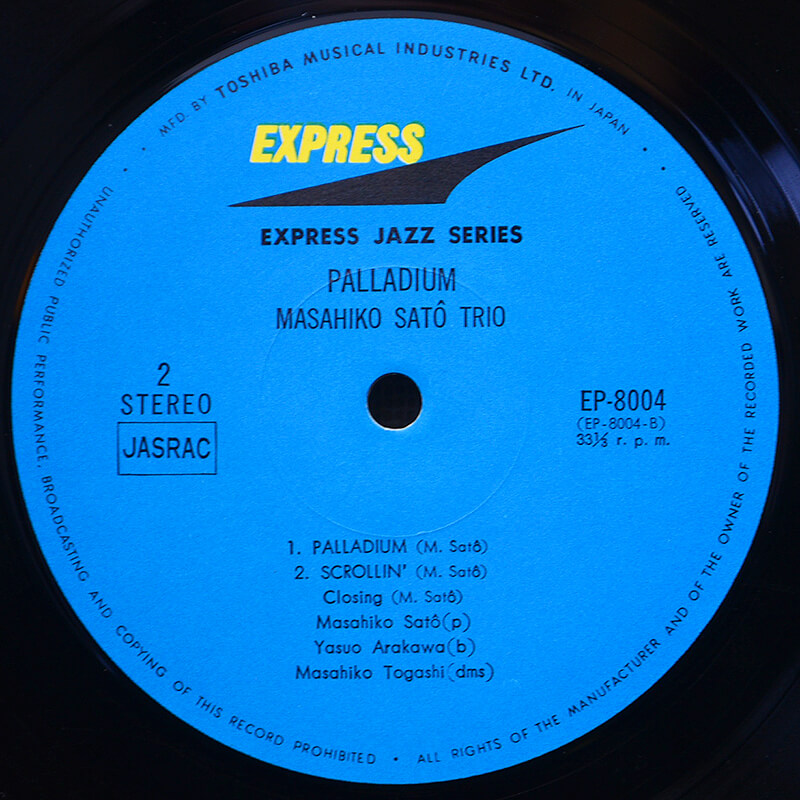 MFD. BY TOSHIBA MUSICAL INDUSTRIES LTD. IN JAPAN
EXPRESS
EXPRESS JAZZ SERIES
PALLADIUM
MASAHIKO SATÔ TRIO
2
STEREO
JASRAC
EP-8004
(EP-8004-B)
33⅓ r. p. m.
1. PALLADIUM (M. Satô)
2. SCROLLIN' (M. Satô)
Closing (M. Satô)
Masahiko Satô(p)
Yasuo Arakawa(b)
Masahiko Togashi(dms)
UNAUTHORIZED PUBLIC PERFORMANCE, BROADCASTING AND COPYING OF THIS RECORD PROHIBITED • ALL RIGHTS OF THE MANUFACTURER AND OF THE OWNER OF THE RECORDED WORK ARE RESERVED